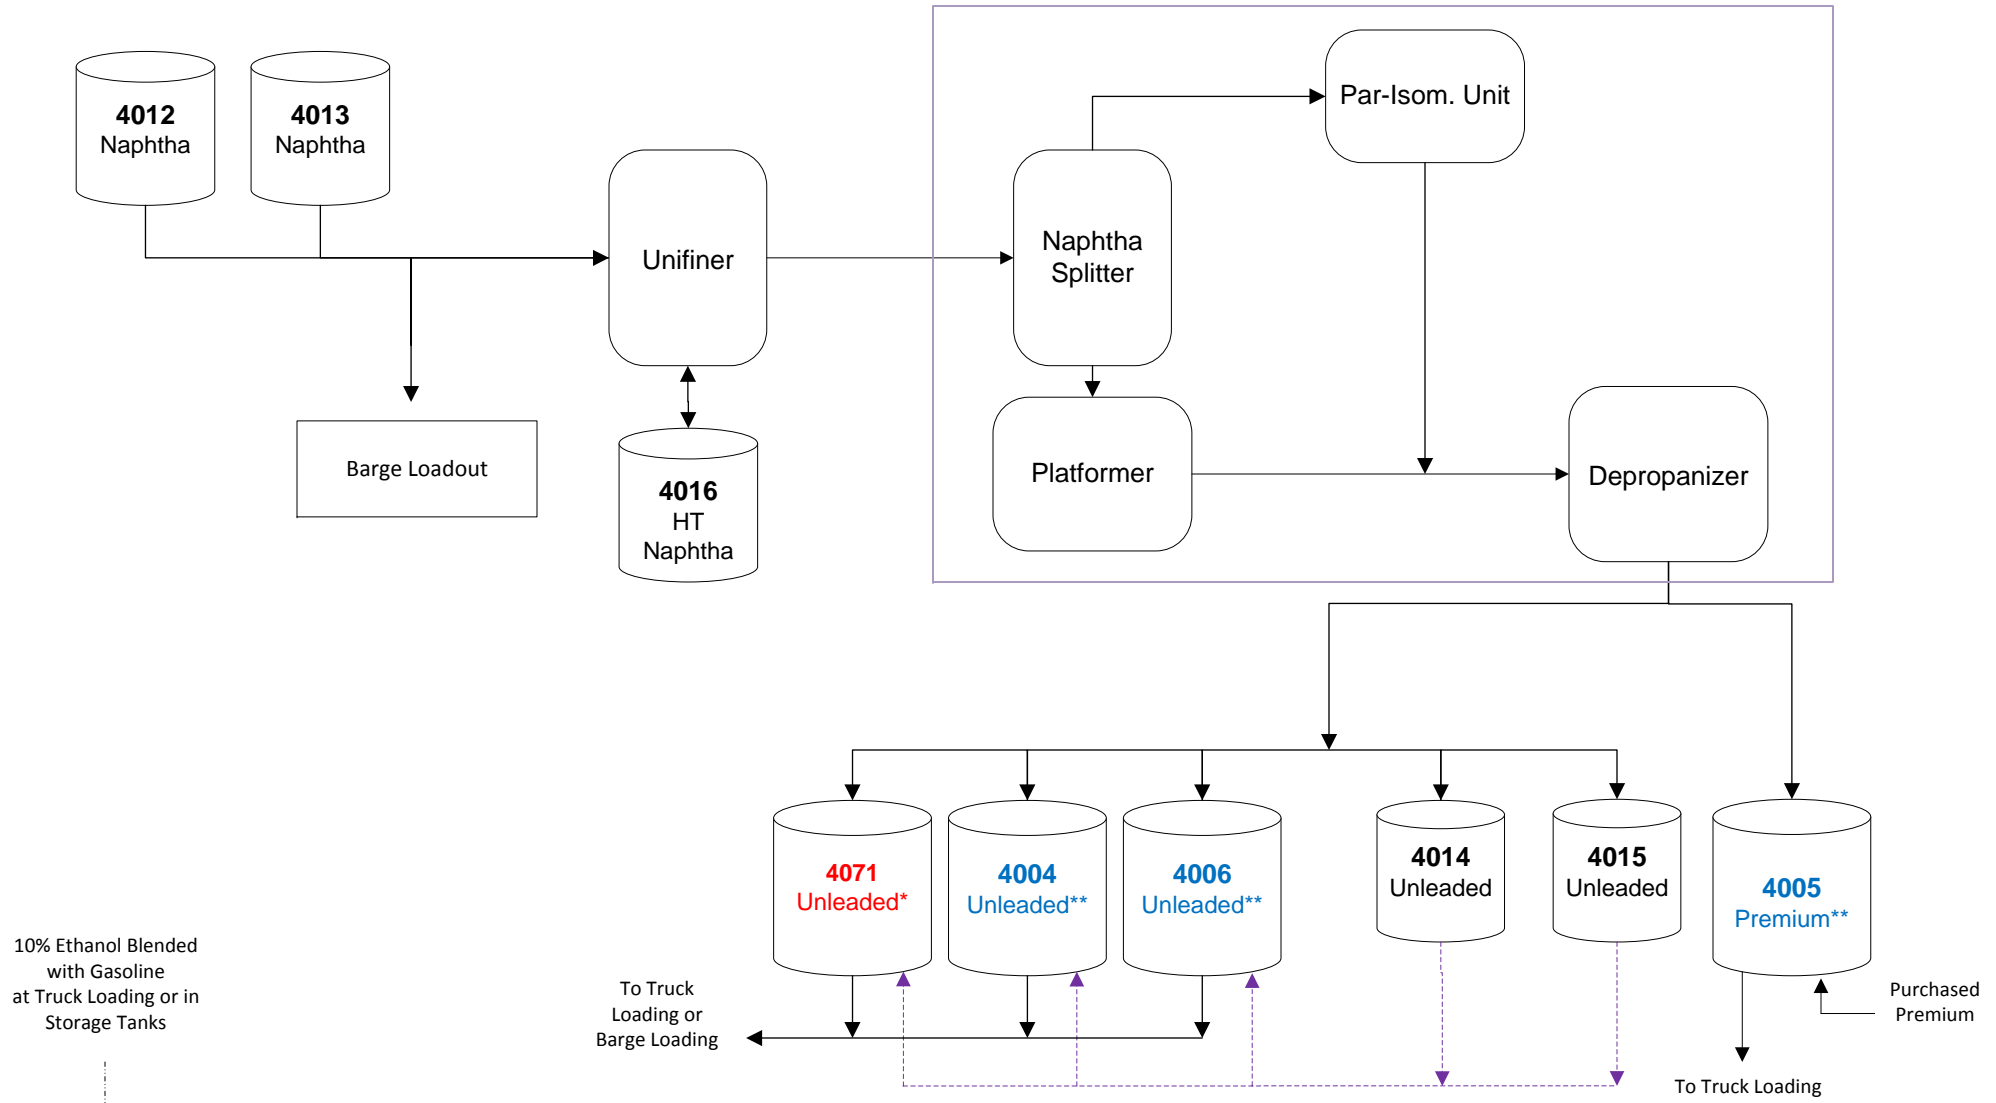 Par-Isom. Unit
4012
Naphtha
4013
Naphtha
Unifiner
Naphtha
Splitter
Barge Loadout
4016
HT
Naphtha
Platformer
Depropanizer
4071
Unleaded*
4004
Unleaded**
4006
Unleaded**
4014
Unleaded
4015
Unleaded
4005
Premium**
10% Ethanol Blended
with Gasoline
at Truck Loading or in
Storage Tanks
To Truck
Loading or
Barge Loading
Purchased
Premium
To Truck Loading